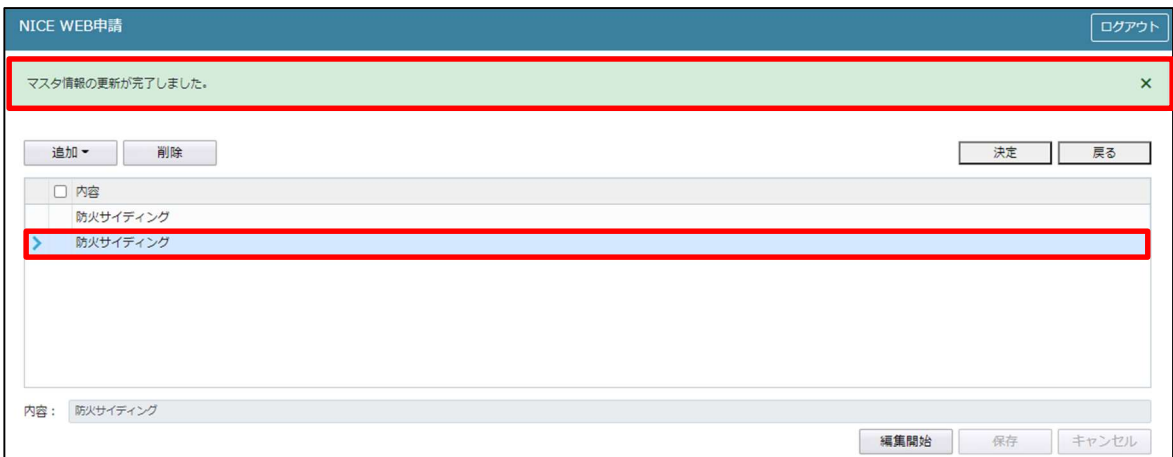 NICE WEB申請 ログアウト
マスタ情報の更新が完了しました。 ×
追加 削除 決定 戻る
内容
防火サイディング
防火サイディング
内容: 防火サイディング
編集開始 保存 キャンセル